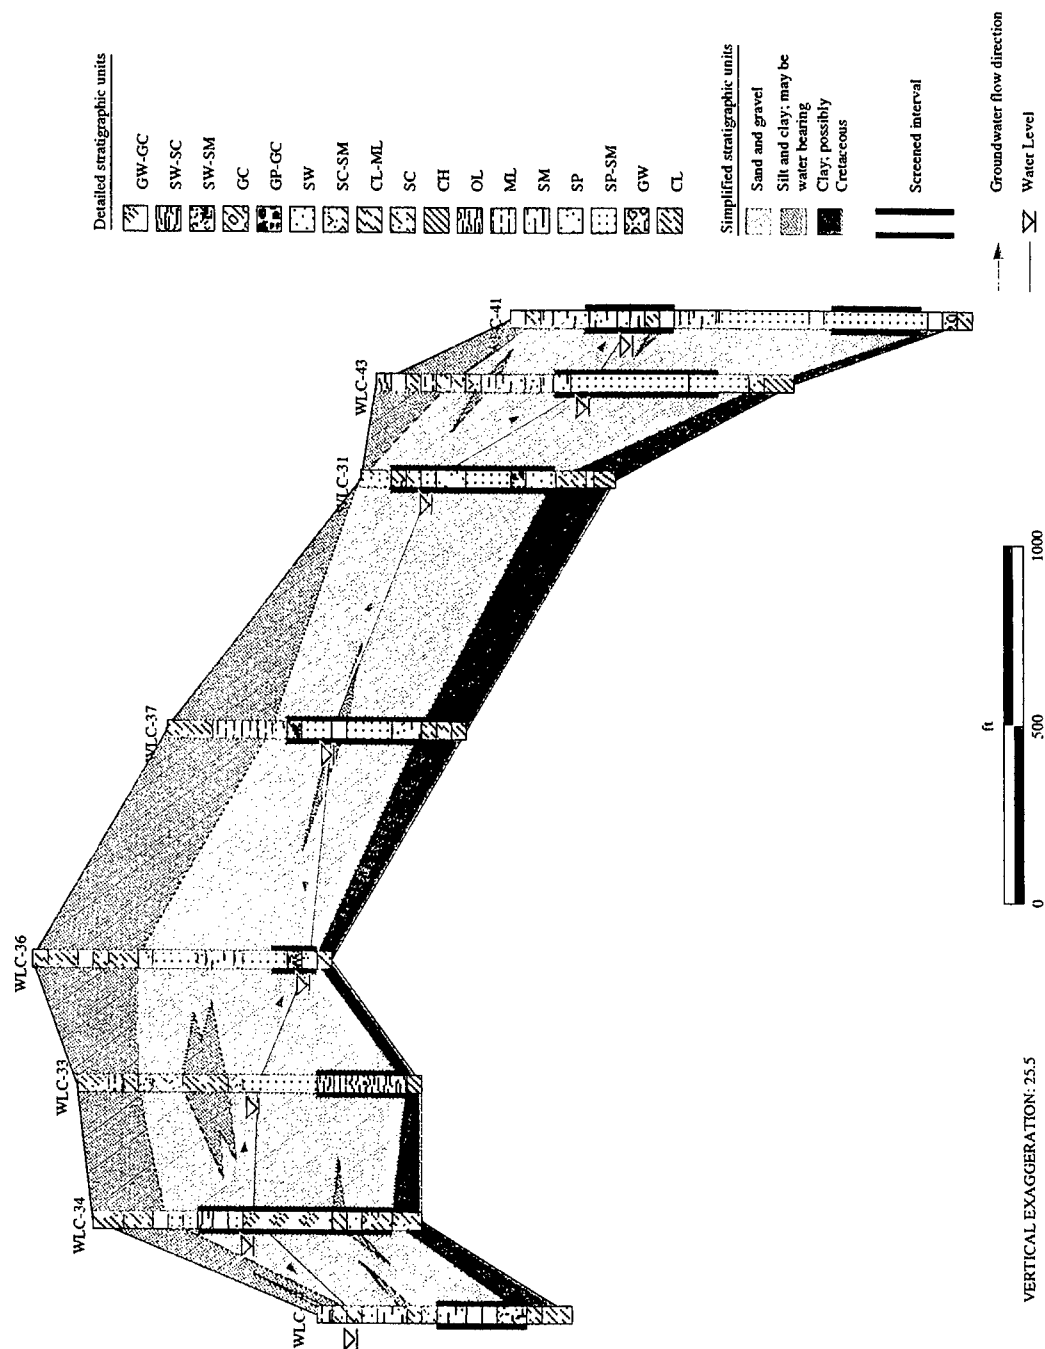 Detailed stratigraphic units
GW-GC
SW-SC
SW-SM
GC
GP-GC
SW
SC-SM
CL-ML
SC
CH
OL
ML
SM
SP
SP-SM
GW
CL
Simplified stratigraphic units
Sand and gravel
Silt and clay; may be
water bearing
Clay; possibly
Cretaceous
Screened interval
Groundwater flow direction
Water Level
WLC
WLC-34
WLC-33
WLC-36
WLC-37
WLC-31
WLC-43
-41
ft
0
500
1000
VERTICAL EXAGGERATION: 25.5